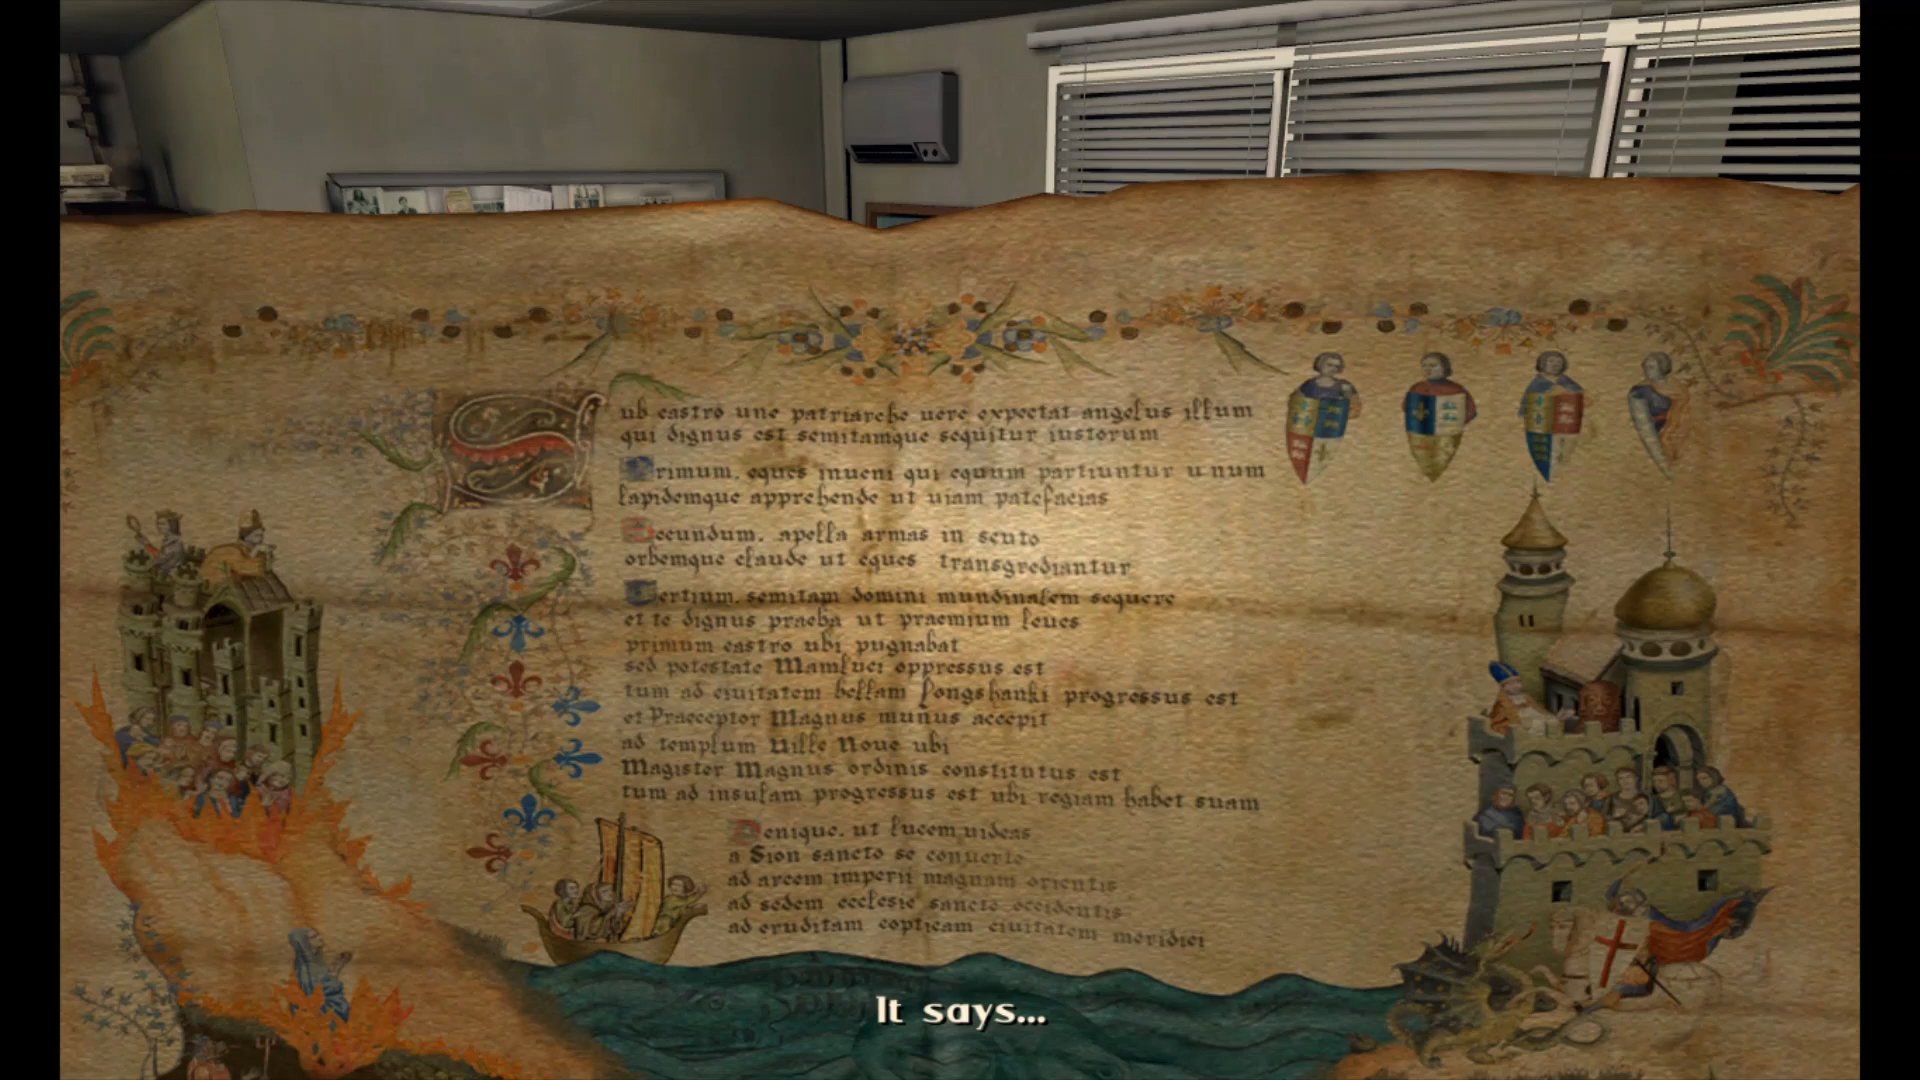 Sub castro une patriarche uere expectat angelus illum
qui dignus est semitamque sequitur iustorum
Primum, eques inueni qui equum partiuntur unum
lapidemque apprehende ut uiam patefacias
Secundum, apella armas in scuto
orbemque claude ut eques transgrediantur
Tertium, semitam domini mundinalem sequere
et te dignus praeba ut praemium leues
primum castro ubi pugnabat
sed potestate Mamluci oppressus est
tum ad ciuitatem bellam Longshanki progressus est
et Praeceptor Magnus munus accepit
ad templum Uille Noue ubi
Magister Magnus ordinis constitutus est
tum ad insulam progressus est ubi regiam habet suam
Denique, ut lucem uideas
a Sion sancto se conuerte
ad arcem imperii magnam orientis
ad sedem ecclesie sancte occidentis
ad eruditam copticam ciuitatem meridiei
It says...